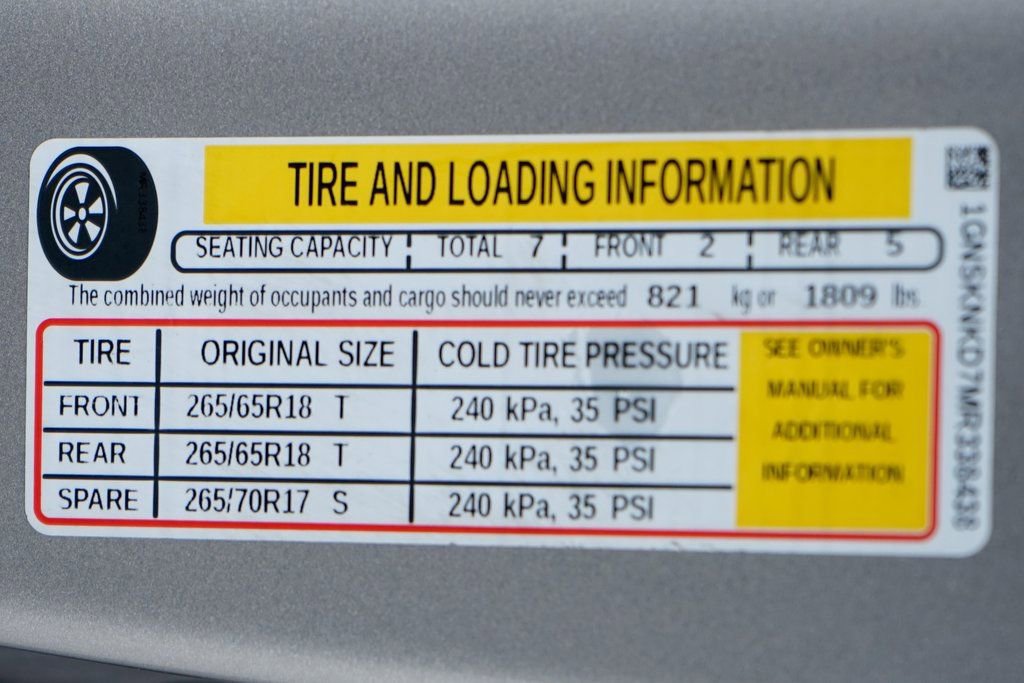 TIRE AND LOADING INFORMATION
SEATING CAPACITY TOTAL 7 FRONT 2 REAR 5
The combined weight of occupants and cargo should never exceed 821 kg or 1809 lbs
TIRE ORIGINAL SIZE COLD TIRE PRESSURE
FRONT 265/65R18 T 240 kPa, 35 PSI
REAR 265/65R18 T 240 kPa, 35 PSI
SPARE 265/70R17 S 240 kPa, 35 PSI
SEE OWNER'S
MANUAL FOR
ADDITIONAL
INFORMATION
1GNSKNKD7MR338438